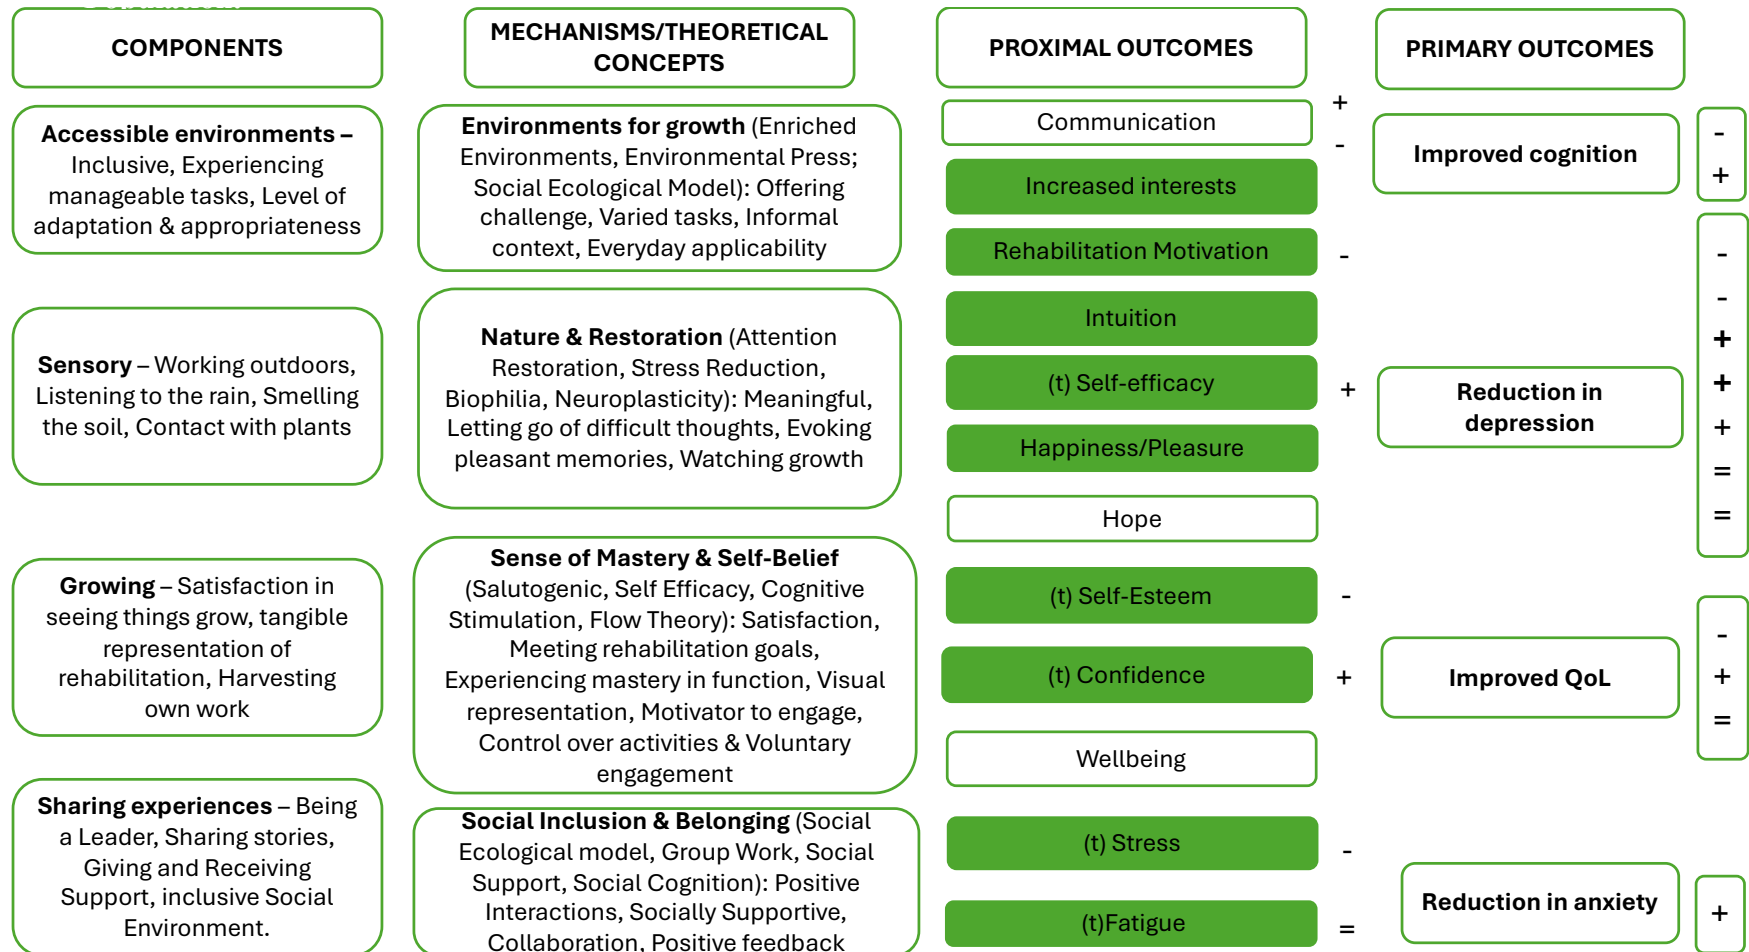 COMPONENTS
Accessible environments –
Inclusive, Experiencing
manageable tasks, Level of
adaptation & appropriateness
Sensory – Working outdoors,
Listening to the rain, Smelling
the soil, Contact with plants
Growing – Satisfaction in
seeing things grow, tangible
representation of
rehabilitation, Harvesting
own work
Sharing experiences – Being
a Leader, Sharing stories,
Giving and Receiving
Support, inclusive Social
Environment.
MECHANISMS/THEORETICAL
CONCEPTS
Environments for growth (Enriched
Environments, Environmental Press;
Social Ecological Model): Offering
challenge, Varied tasks, Informal
context, Everyday applicability
Nature & Restoration (Attention
Restoration, Stress Reduction,
Biophilia, Neuroplasticity): Meaningful,
Letting go of difficult thoughts, Evoking
pleasant memories, Watching growth
Sense of Mastery & Self-Belief
(Salutogenic, Self Efficacy, Cognitive
Stimulation, Flow Theory): Satisfaction,
Meeting rehabilitation goals,
Experiencing mastery in function, Visual
representation, Motivator to engage,
Control over activities & Voluntary
engagement
Social Inclusion & Belonging (Social
Ecological model, Group Work, Social
Support, Social Cognition): Positive
Interactions, Socially Supportive,
Collaboration, Positive feedback
PROXIMAL OUTCOMES
+
Communication
-
Increased interests
Rehabilitation Motivation -
Intuition
(t) Self-efficacy +
Happiness/Pleasure
Hope
(t) Self-Esteem -
(t) Confidence +
Wellbeing
(t) Stress -
(t)Fatigue =
PRIMARY OUTCOMES
Improved cognition
-
+
Reduction in
depression
-
-
+
+
+
=
=
Improved QoL
-
+
=
Reduction in anxiety
+